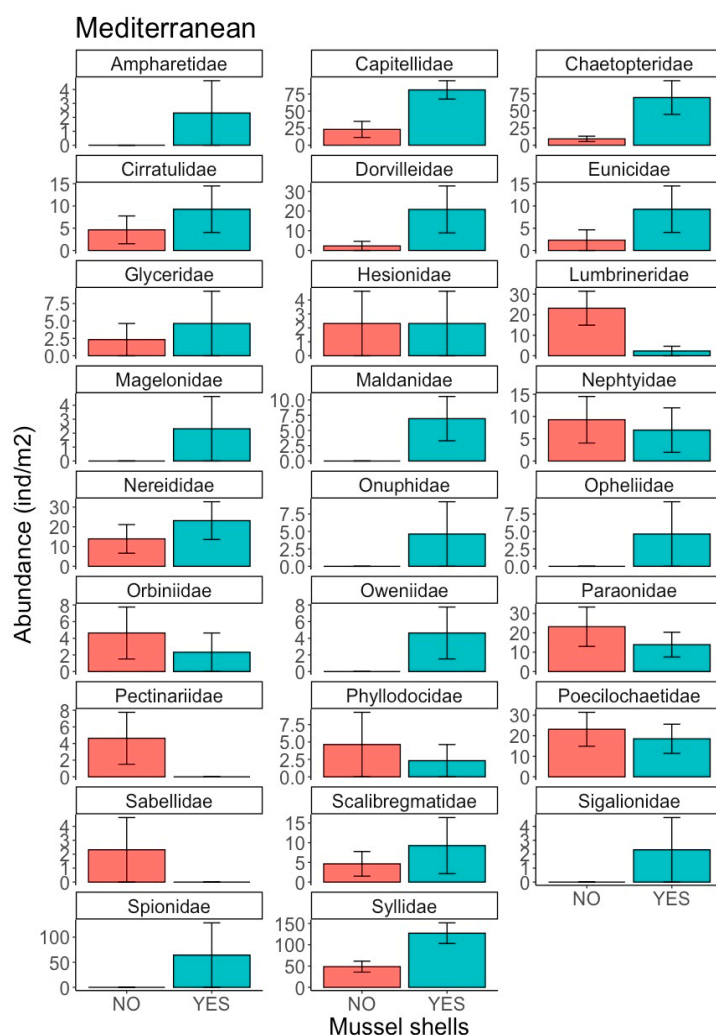 Mediterranean
Ampharetidae Capitellidae Chaetopteridae
4 3 2 1 0
75 50 25 0
75 50 25 0
Cirratulidae Dorvilleidae Eunicidae
15 10 5 0
30 20 10 0
15 10 5 0
Glyceridae Hesionidae Lumbrineridae
7.5 5.0 2.5 0.0
4 3 2 1 0
30 20 10 0
Magelonidae Maldanidae Nephtyidae
4 3 2 1 0
10.0 7.5 5.0 2.5 0.0
15 10 5 0
Nereididae Onuphidae Opheliidae
30 20 10 0
7.5 5.0 2.5 0.0
7.5 5.0 2.5 0.0
Orbiniidae Oweniidae Paraonidae
8 6 4 2 0
8 6 4 2 0
30 20 10 0
Pectinariidae Phyllodocidae Poecilochaetidae
8 6 4 2 0
7.5 5.0 2.5 0.0
30 20 10 0
Sabellidae Scalibregmatidae Sigalionidae
4 3 2 1 0
15 10 5 0
4 3 2 1 0
NO YES
Spionidae Syllidae
100 50 0
150 100 50 0
NO YES NO YES
Mussel shells
Abundance (ind/m2)